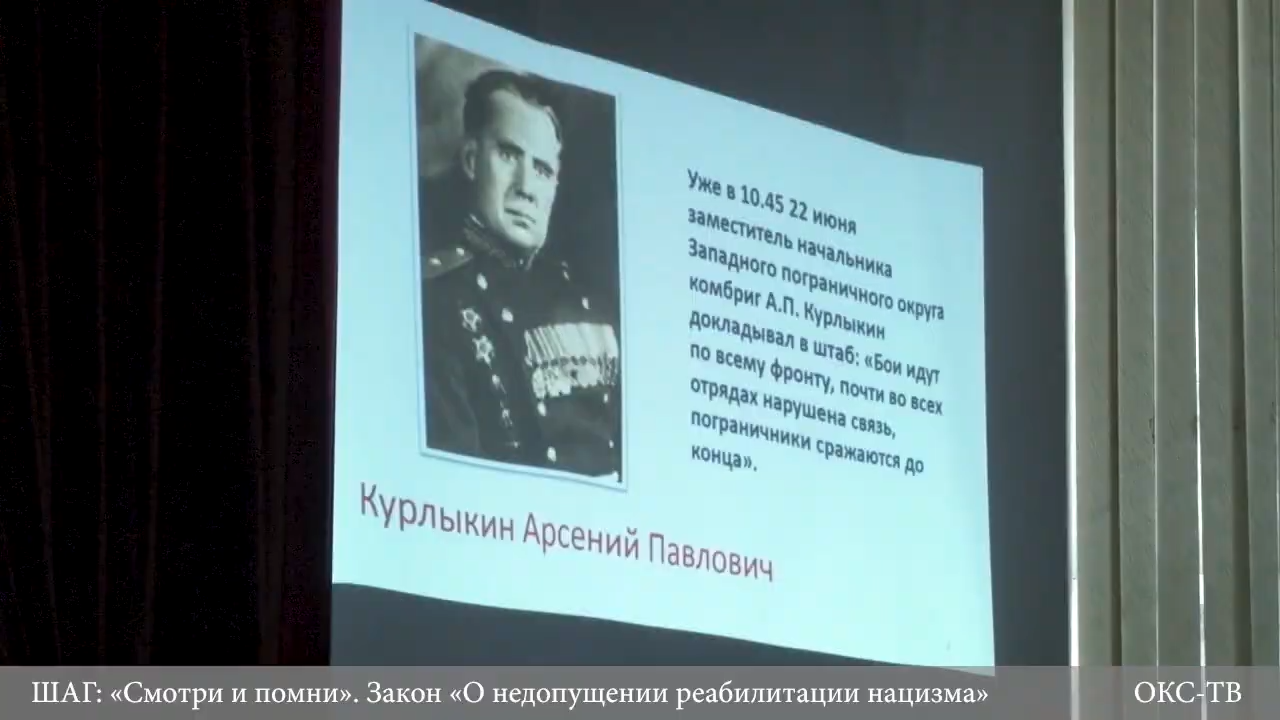 Уже в 10.45 22 июня
заместитель начальника
Западного пограничного округа
комбриг А.П. Курлыкин
докладывал в штаб: «Бои идут
по всему фронту, почти во всех
отрядах нарушена связь,
пограничники сражаются до
конца».
Курлыкин Арсений Павлович
ШАГ: «Смотри и помни». Закон «О недопущении реабилитации нацизма»
ОКС-ТВ